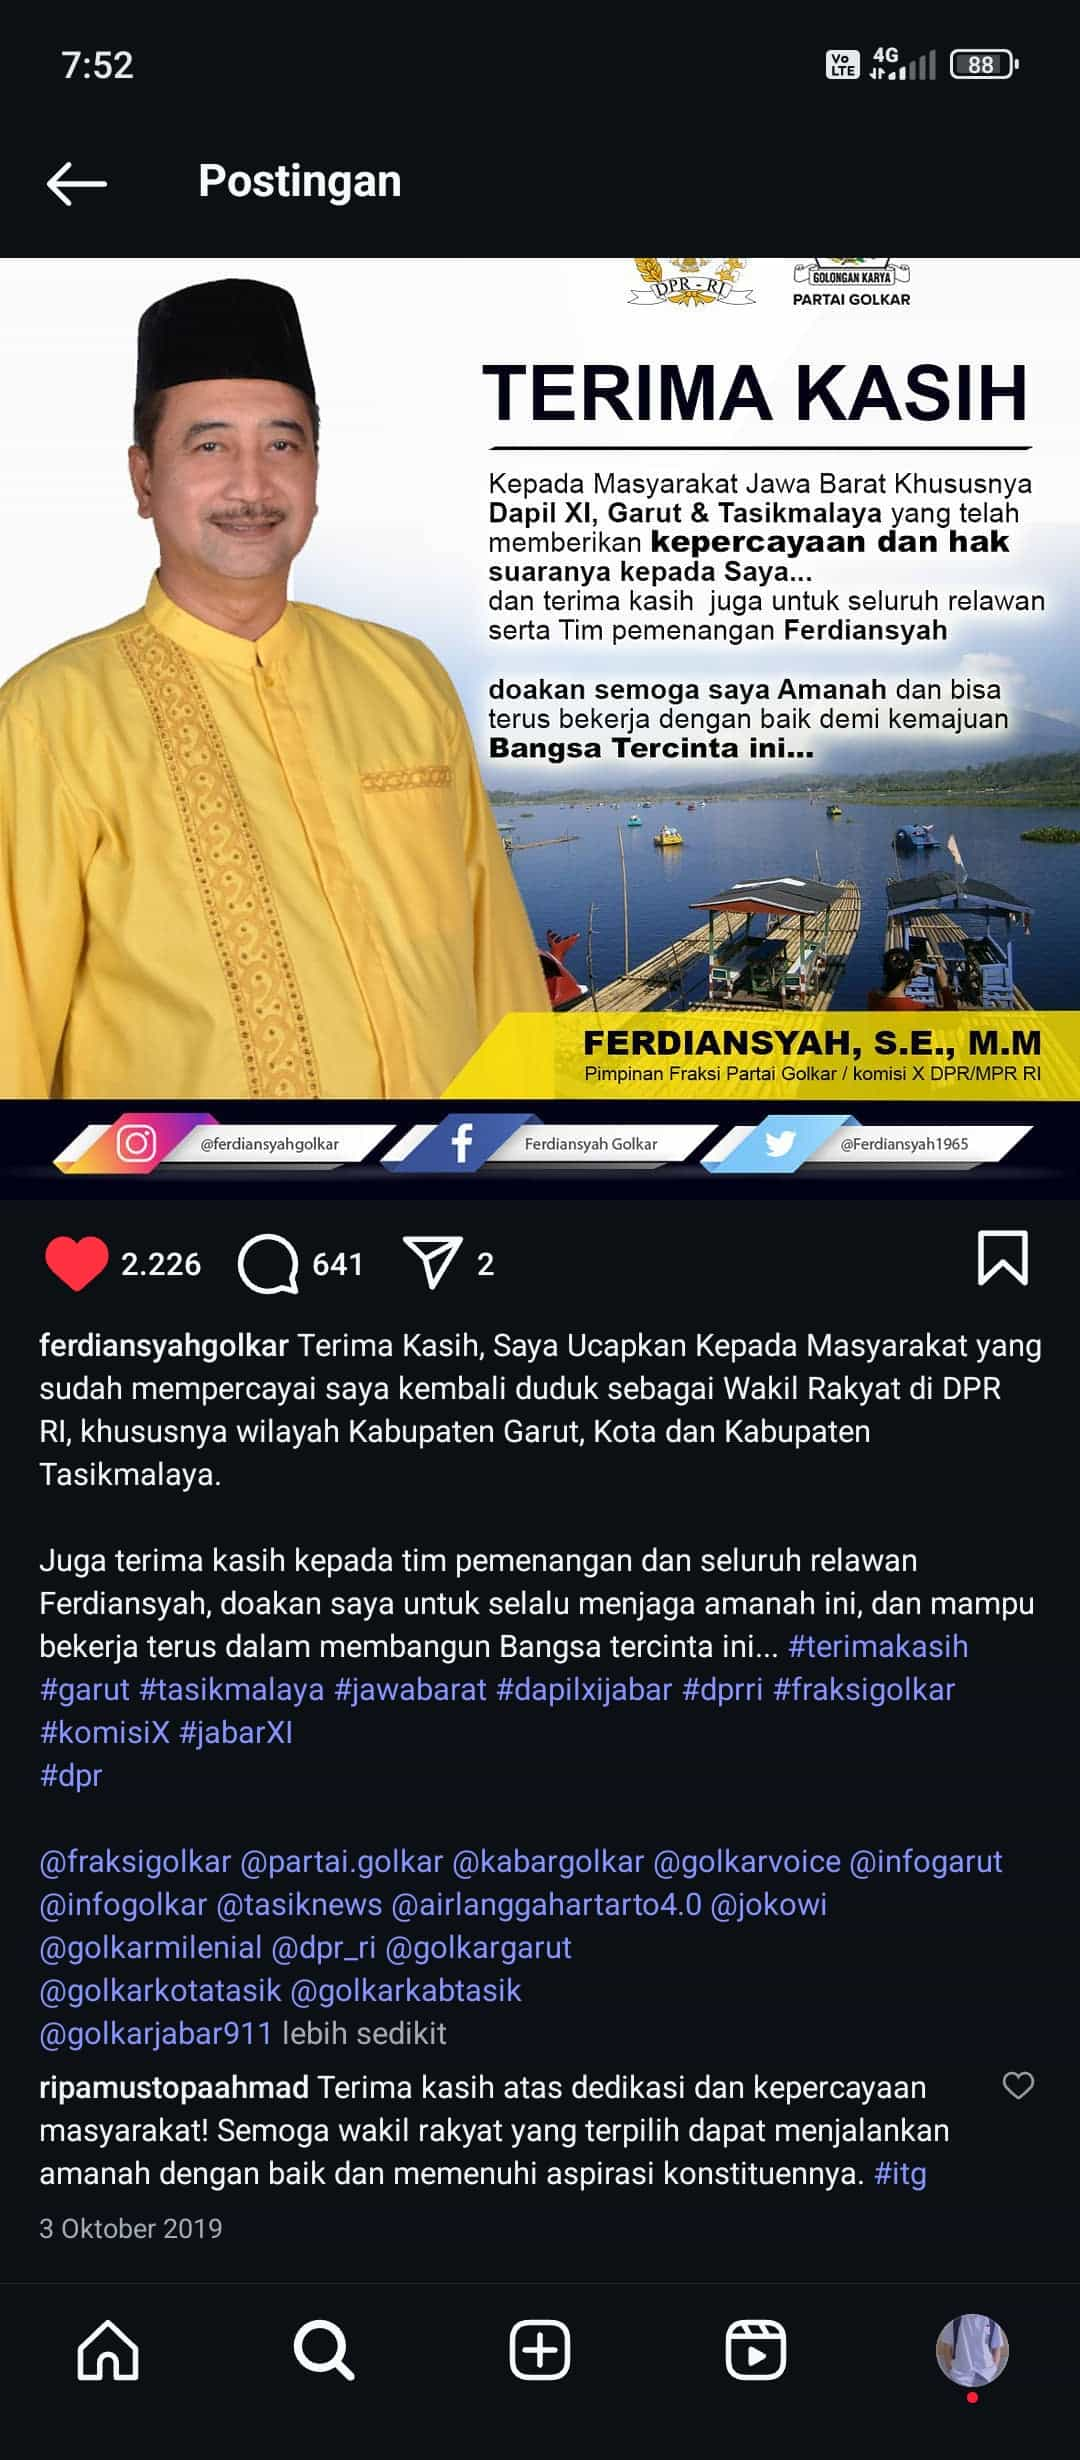 7:52
Vo LTE 4G 88
Postingan
DPR - RI
GOLONGAN KARYA
PARTAI GOLKAR
TERIMA KASIH
Kepada Masyarakat Jawa Barat Khususnya
Dapil XI, Garut & Tasikmalaya yang telah
memberikan kepercayaan dan hak
suaranya kepada Saya...
dan terima kasih juga untuk seluruh relawan
serta Tim pemenangan Ferdiansyah
doakan semoga saya Amanah dan bisa
terus bekerja dengan baik demi kemajuan
Bangsa Tercinta ini...
FERDIANSYAH, S.E., M.M
Pimpinan Fraksi Partai Golkar / komisi X DPR/MPR RI
@ferdiansyahgolkar f Ferdiansyah Golkar @Ferdiansyah1965
2.226 641 2
ferdiansyahgolkar Terima Kasih, Saya Ucapkan Kepada Masyarakat yang
sudah mempercayai saya kembali duduk sebagai Wakil Rakyat di DPR
RI, khususnya wilayah Kabupaten Garut, Kota dan Kabupaten
Tasikmalaya.
Juga terima kasih kepada tim pemenangan dan seluruh relawan
Ferdiansyah, doakan saya untuk selalu menjaga amanah ini, dan mampu
bekerja terus dalam membangun Bangsa tercinta ini... #terimakasih
#garut #tasikmalaya #jawabarat #dapilxijabar #dprri #fraksigolkar
#komisiX #jabarXI
#dpr
@fraksigolkar @partai.golkar @kabargolkar @golkarvoice @infogarut
@infogolkar @tasiknews @airlanggahartarto4.0 @jokowi
@golkarmilenial @dpr_ri @golkargarut
@golkarkotatasik @golkarkabtasik
@golkarjabar911 lebih sedikit
ripamustopaahmad Terima kasih atas dedikasi dan kepercayaan
masyarakat! Semoga wakil rakyat yang terpilih dapat menjalankan
amanah dengan baik dan memenuhi aspirasi konstituennya. #itg
3 Oktober 2019